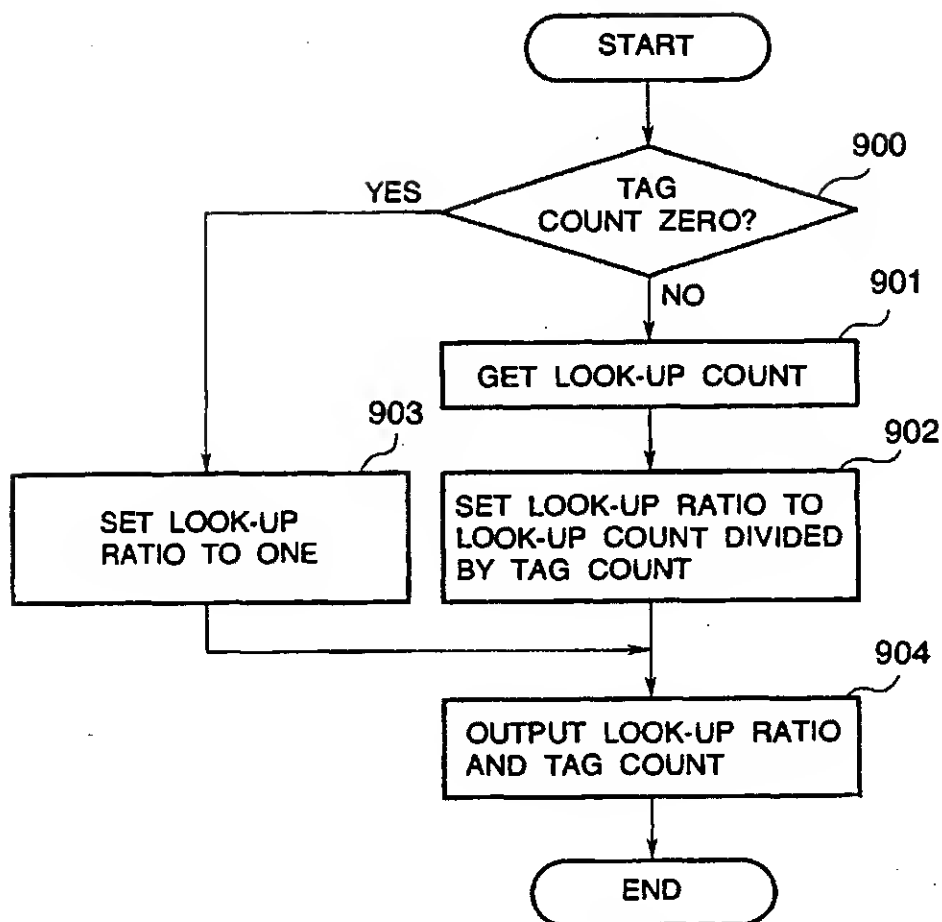 START
900
TAG
COUNT ZERO?
YES
NO
901
GET LOOK-UP COUNT
903
SET LOOK-UP
RATIO TO ONE
902
SET LOOK-UP RATIO TO
LOOK-UP COUNT DIVIDED
BY TAG COUNT
904
OUTPUT LOOK-UP RATIO
AND TAG COUNT
END